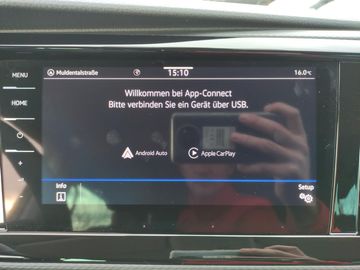 MENU
HOME
Muldentalstraße
15:10
16.0°C
Willkommen bei App-Connect
Bitte verbinden Sie ein Gerät über USB.
Android Auto
Apple CarPlay
Info
Setup